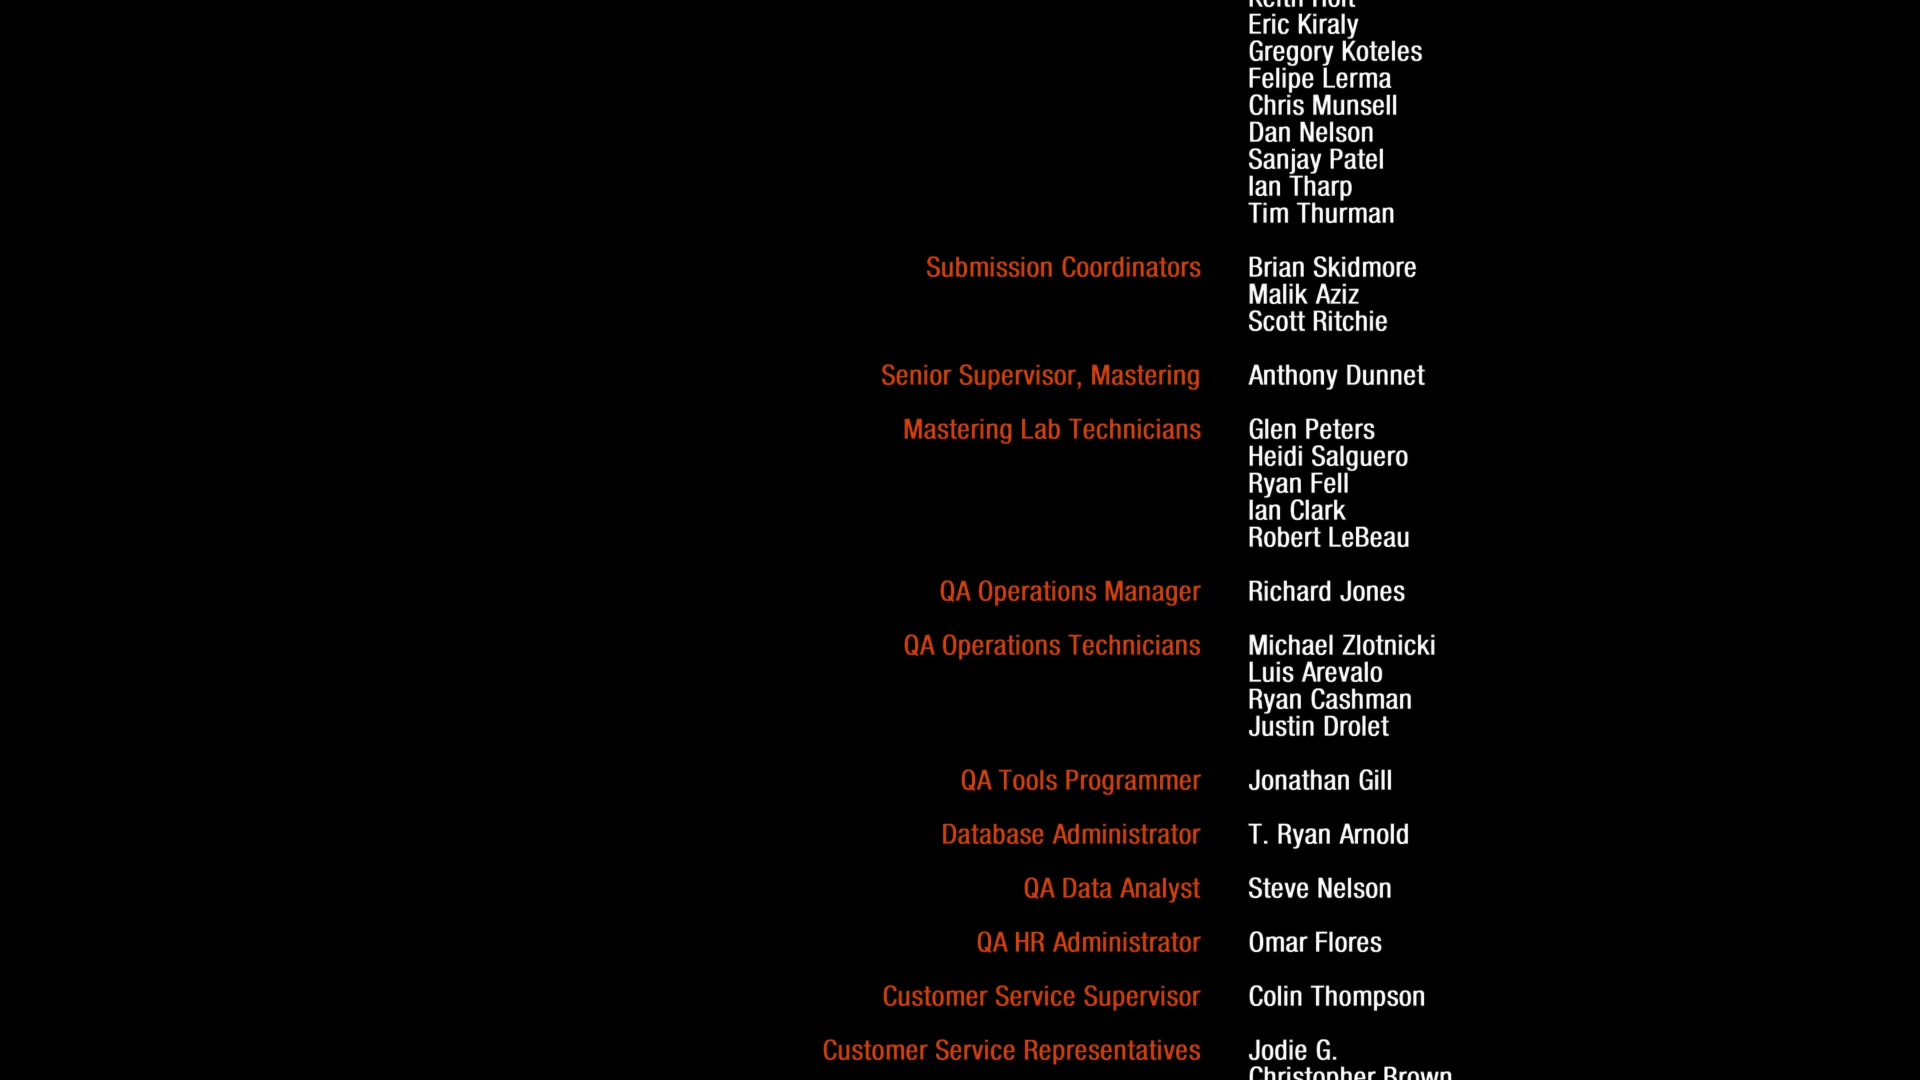 Keith Holt
Eric Kiraly
Gregory Koteles
Felipe Lerma
Chris Munsell
Dan Nelson
Sanjay Patel
Ian Tharp
Tim Thurman
Submission Coordinators Brian Skidmore
Malik Aziz
Scott Ritchie
Senior Supervisor, Mastering Anthony Dunnet
Mastering Lab Technicians Glen Peters
Heidi Salguero
Ryan Fell
Ian Clark
Robert LeBeau
QA Operations Manager Richard Jones
QA Operations Technicians Michael Zlotnicki
Luis Arevalo
Ryan Cashman
Justin Drolet
QA Tools Programmer Jonathan Gill
Database Administrator T. Ryan Arnold
QA Data Analyst Steve Nelson
QA HR Administrator Omar Flores
Customer Service Supervisor Colin Thompson
Customer Service Representatives Jodie G.
Christopher Brown